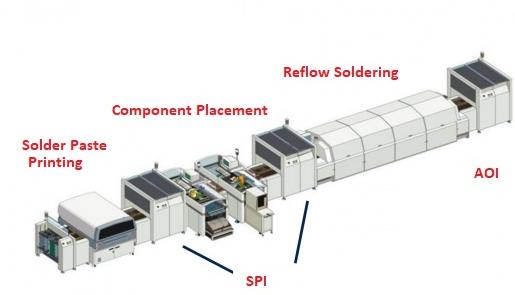 Reflow Soldering
Component Placement
Solder Paste
Printing
AOI
SPI